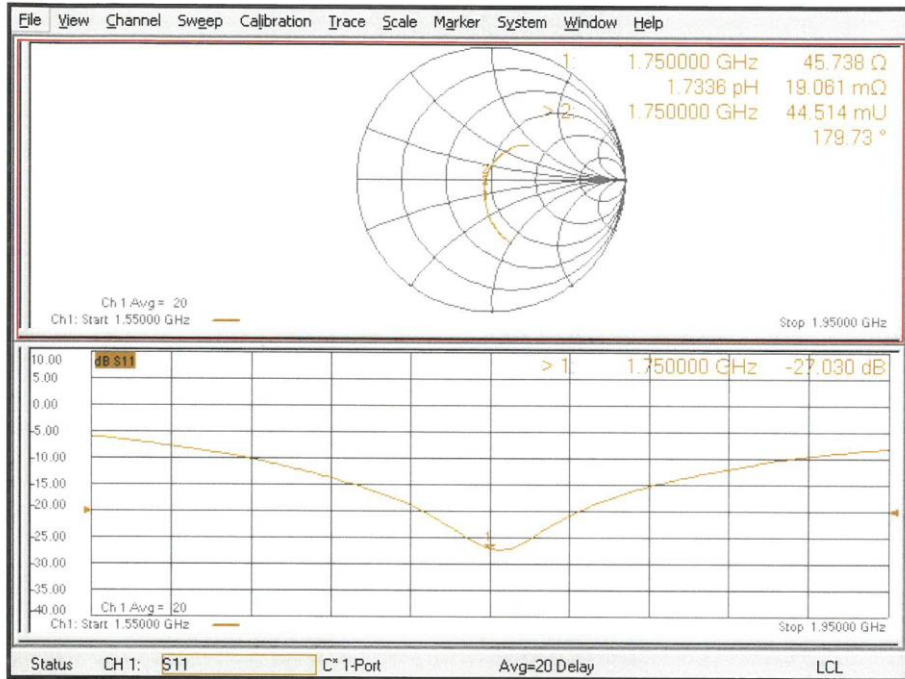 File View Channel Sweep Calibration Trace Scale Marker System Window Help
1: 1.750000 GHz 45.738 Ω
1.7336 pH 19.061 mΩ
> 2: 1.750000 GHz 44.514 mU
179.73 °
Ch 1 Avg = 20
Ch1: Start 1.55000 GHz
Stop 1.95000 GHz
10.00
dB S11
> 1: 1.750000 GHz -27.030 dB
5.00
0.00
-5.00
-10.00
-15.00
-20.00
-25.00
1
-30.00
-35.00
-40.00
Ch 1 Avg = 20
Ch1: Start 1.55000 GHz
Stop 1.95000 GHz
Status CH 1: S11 C* 1-Port Avg=20 Delay LCL